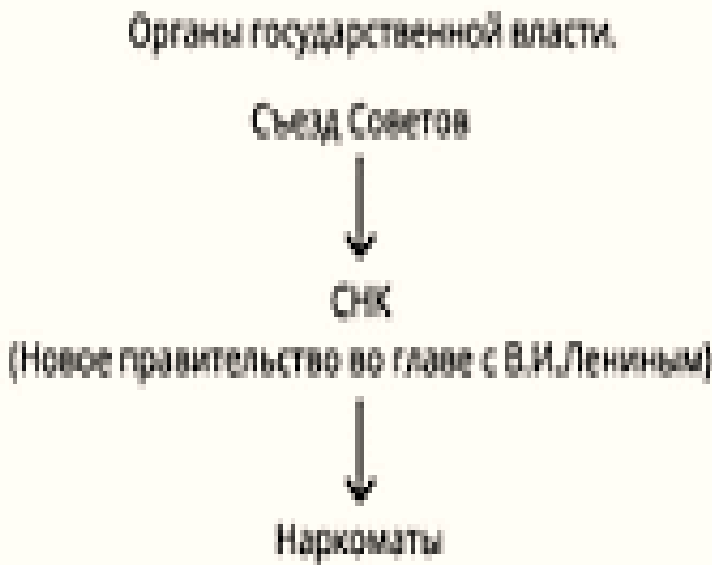 Органы государственной власти.
Съезд Советов
СНК
(Новое правительство во главе с В.И.Лениным)
Наркоматы